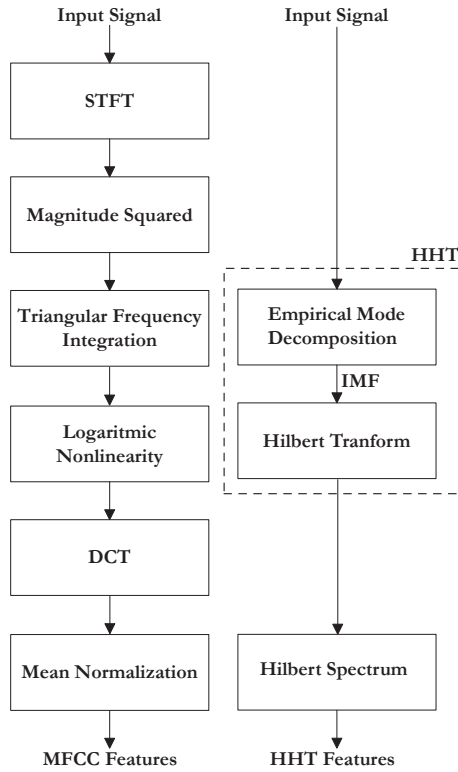 Input Signal
STFT
Magnitude Squared
Triangular Frequency
Integration
Logaritmic
Nonlinearity
DCT
Mean Normalization
MFCC Features
Input Signal
HHT
Empirical Mode
Decomposition
IMF
Hilbert Tranform
Hilbert Spectrum
HHT Features